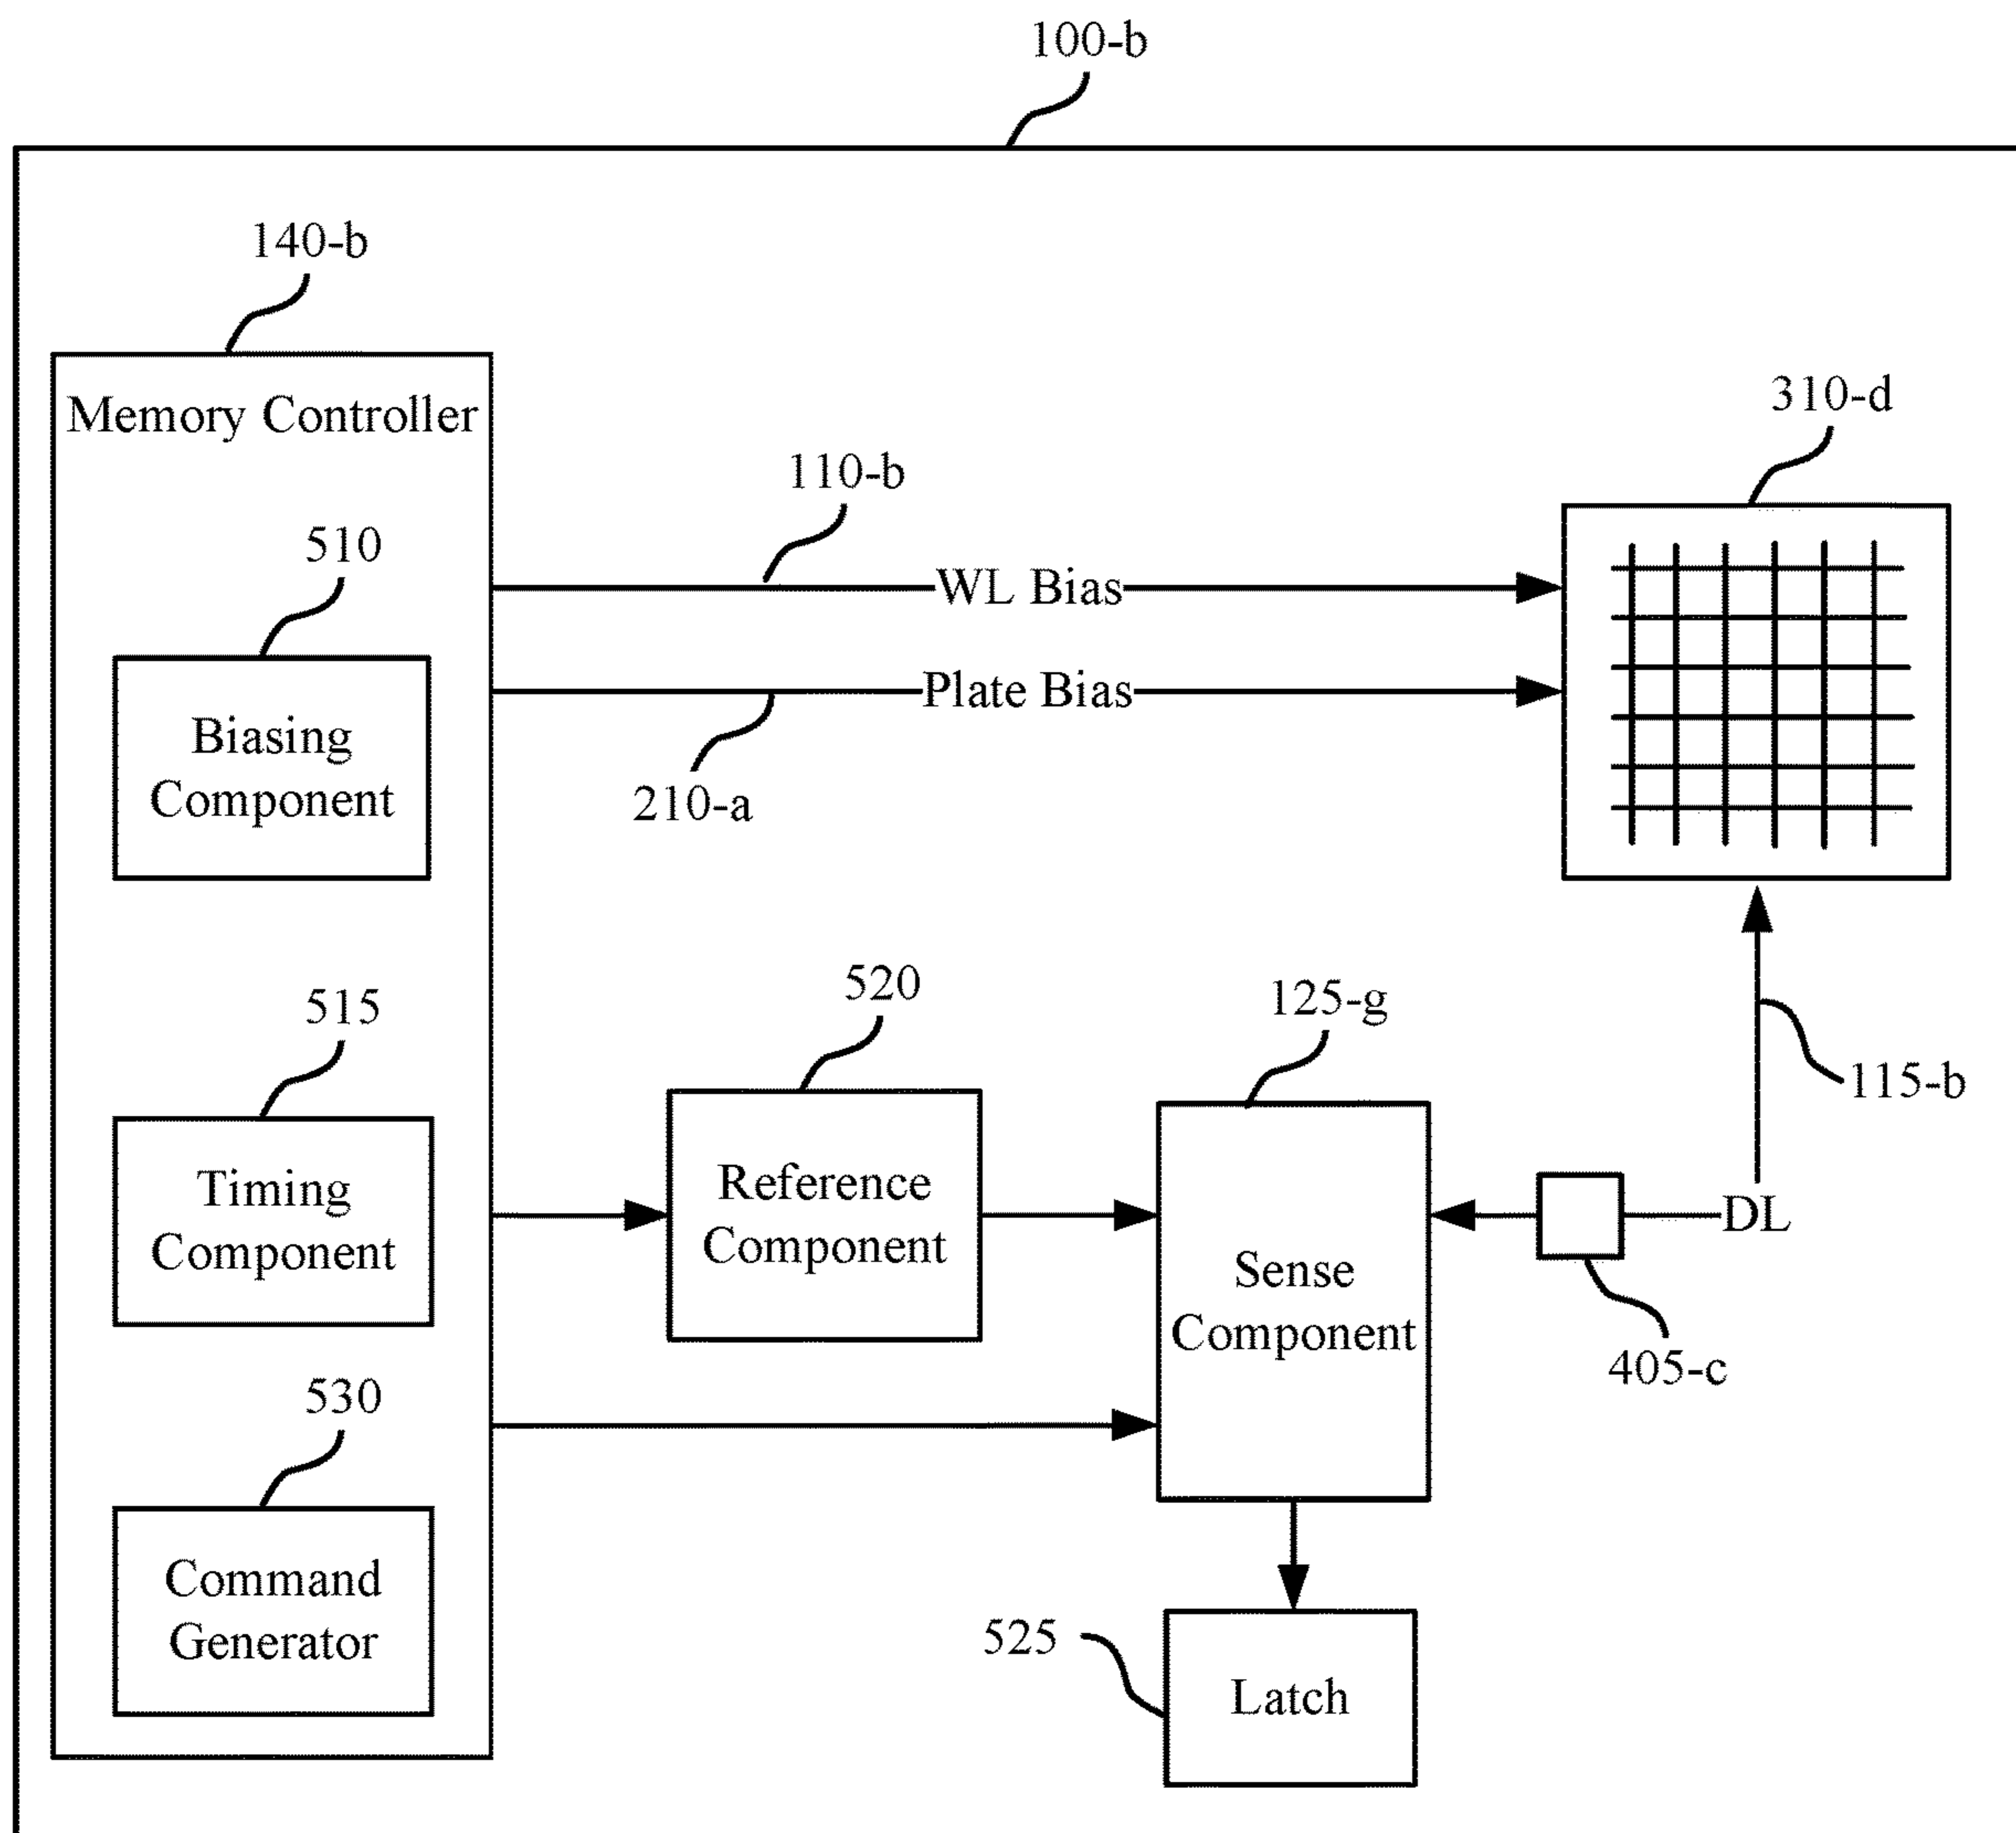 100-b
140-b
Memory Controller
310-d
110-b
510
WL Bias
Plate Bias
Biasing
Component
210-a
515
520
125-g
115-b
Timing
Component
Reference
Component
DL
Sense
Component
405-c
530
Command
Generator
525
Latch